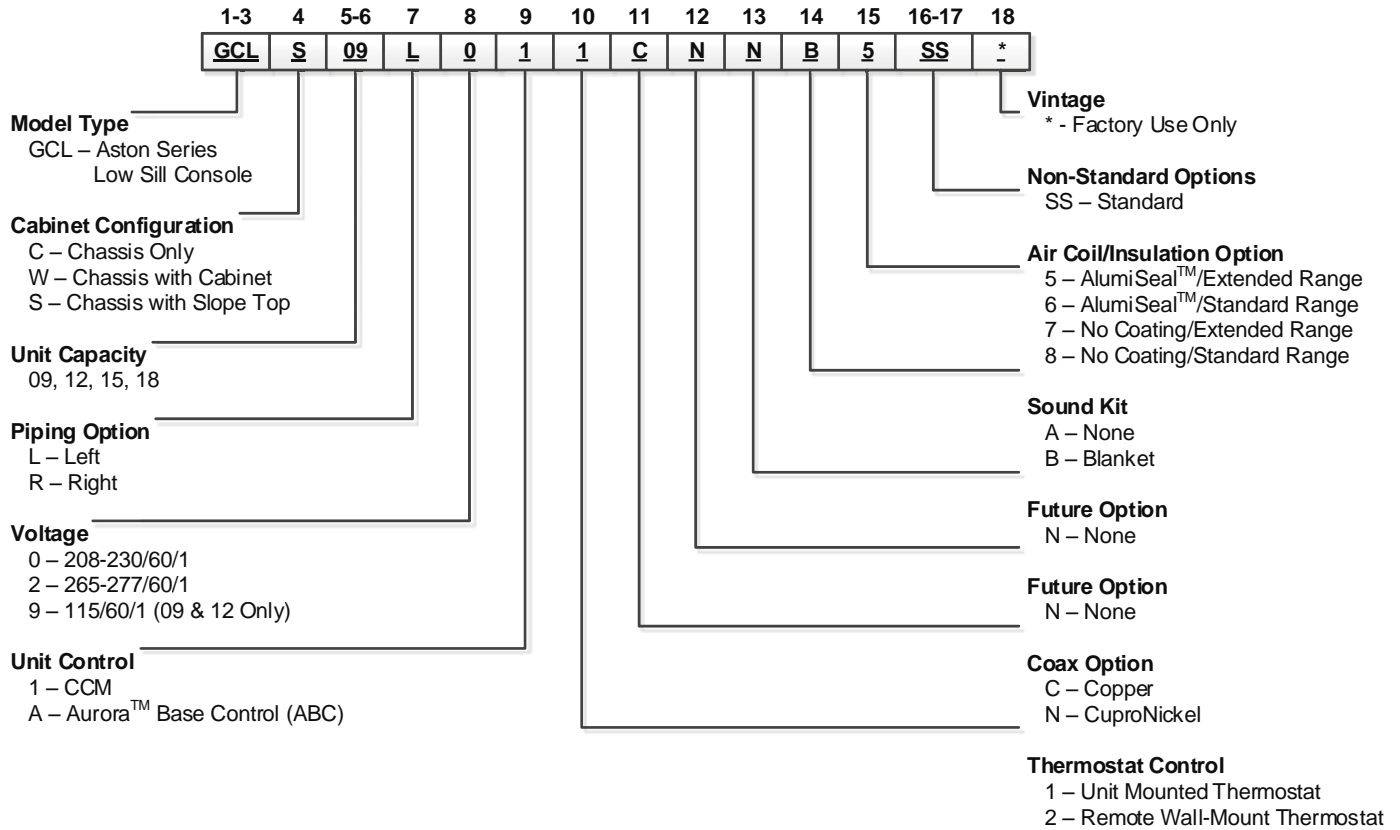 1-3 4 5-6 7 8 9 10 11 12 13 14 15 16-17 18
GCL S 09 L 0 1 1 C N N B 5 SS *
Model Type
GCL – Aston Series
Low Sill Console
Cabinet Configuration
C – Chassis Only
W – Chassis with Cabinet
S – Chassis with Slope Top
Unit Capacity
09, 12, 15, 18
Piping Option
L – Left
R – Right
Voltage
0 – 208-230/60/1
2 – 265-277/60/1
9 – 115/60/1 (09 & 12 Only)
Unit Control
1 – CCM
A – Aurora™ Base Control (ABC)
Vintage
* - Factory Use Only
Non-Standard Options
SS – Standard
Air Coil/Insulation Option
5 – AlumiSeal™/Extended Range
6 – AlumiSeal™/Standard Range
7 – No Coating/Extended Range
8 – No Coating/Standard Range
Sound Kit
A – None
B – Blanket
Future Option
N – None
Future Option
N – None
Coax Option
C – Copper
N – CuproNickel
Thermostat Control
1 – Unit Mounted Thermostat
2 – Remote Wall-Mount Thermostat